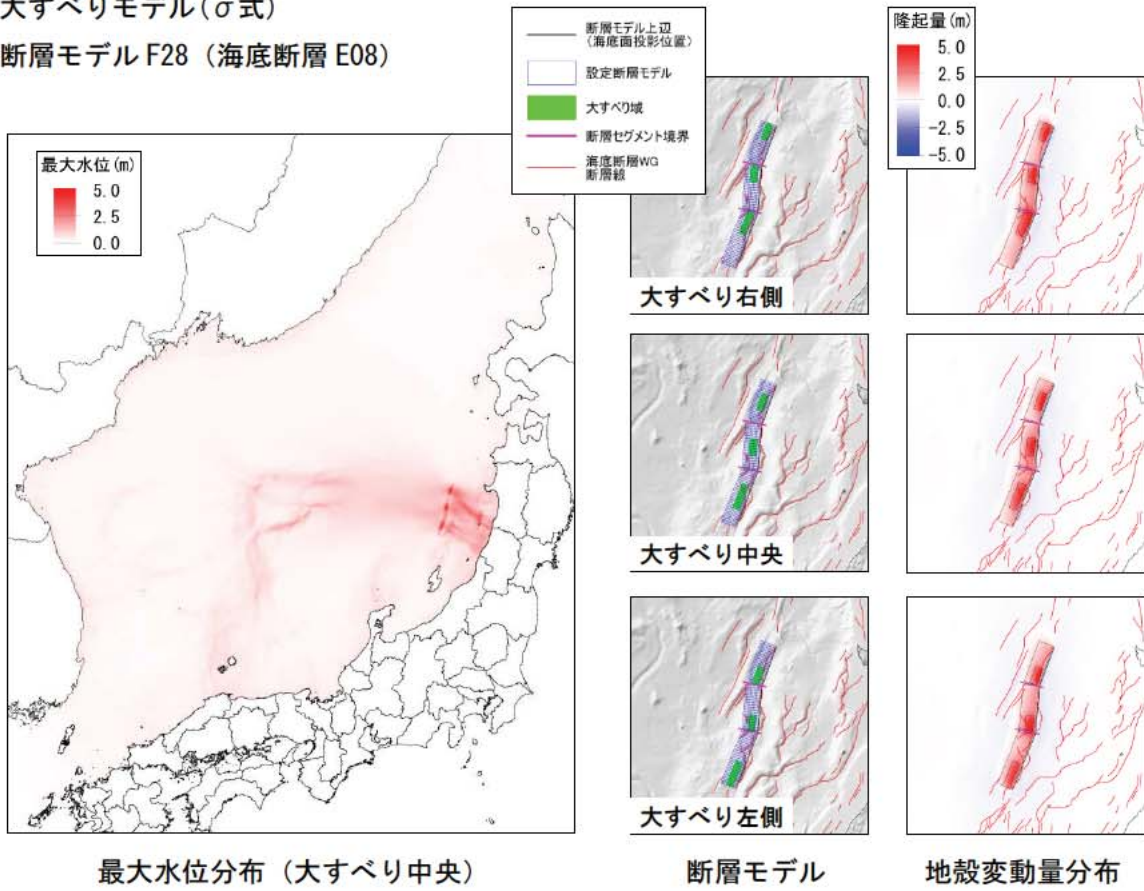 大すべりモデル(σ式)
断層モデル F28（海底断層 E08）
最大水位(m)
5.0
2.5
0.0
断層モデル上辺
(海底面投影位置)
設定断層モデル
大すべり域
断層セグメント境界
海底断層WG
断層線
隆起量(m)
5.0
2.5
0.0
-2.5
-5.0
大すべり右側
大すべり中央
大すべり左側
最大水位分布（大すべり中央）
断層モデル
地殻変動量分布